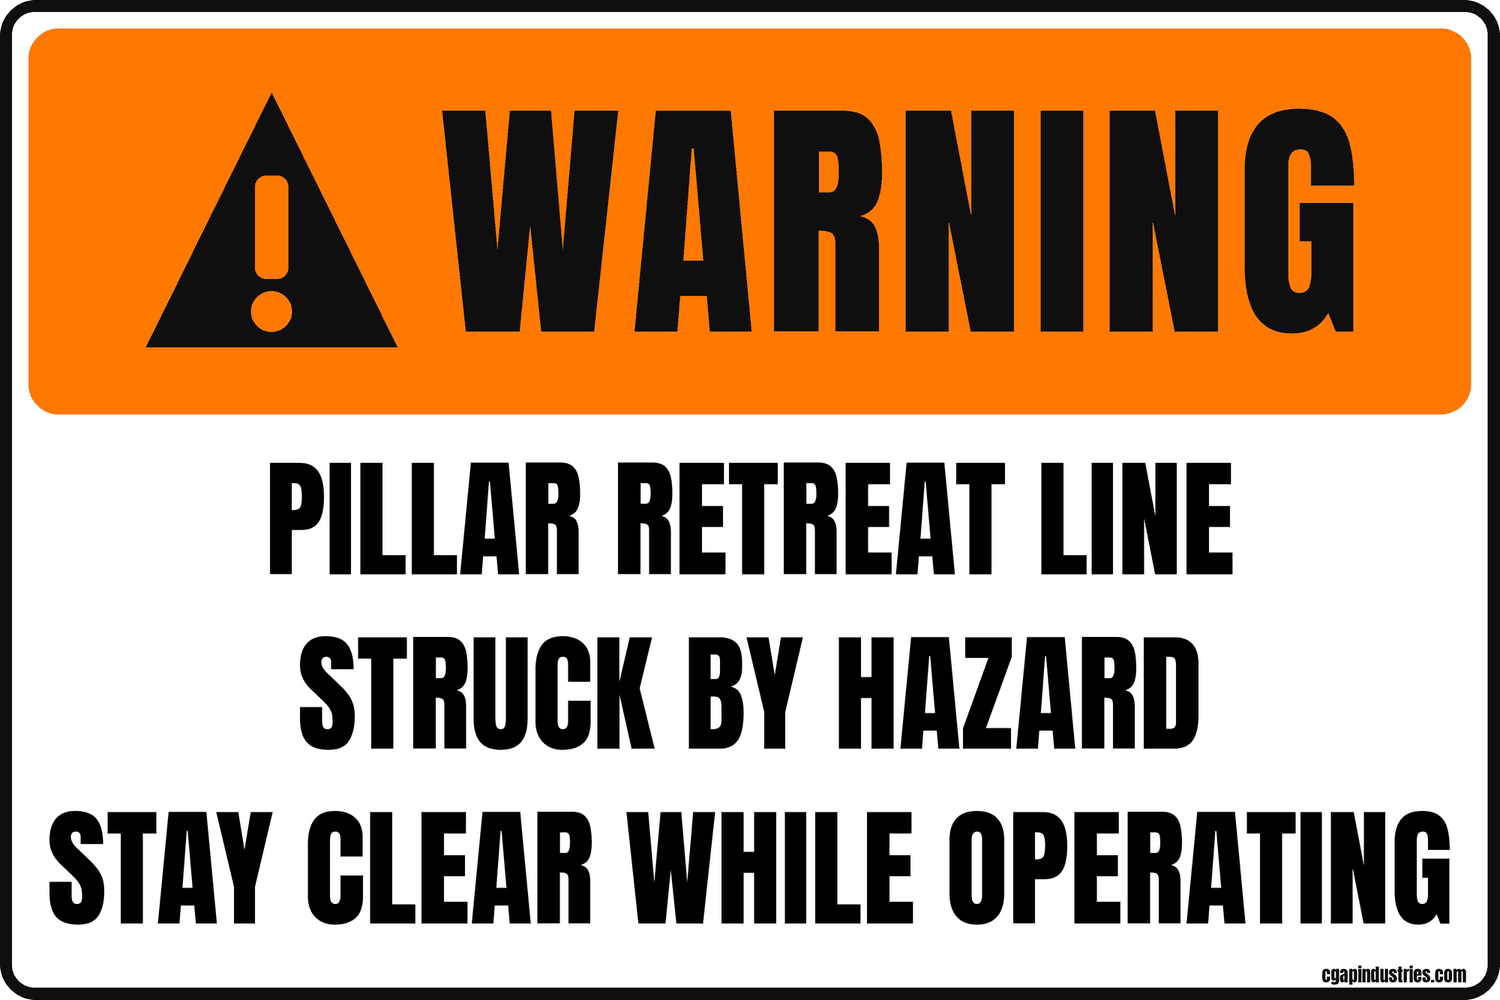 WARNING
PILLAR RETREAT LINE
STRUCK BY HAZARD
STAY CLEAR WHILE OPERATING
cgapindustries.com